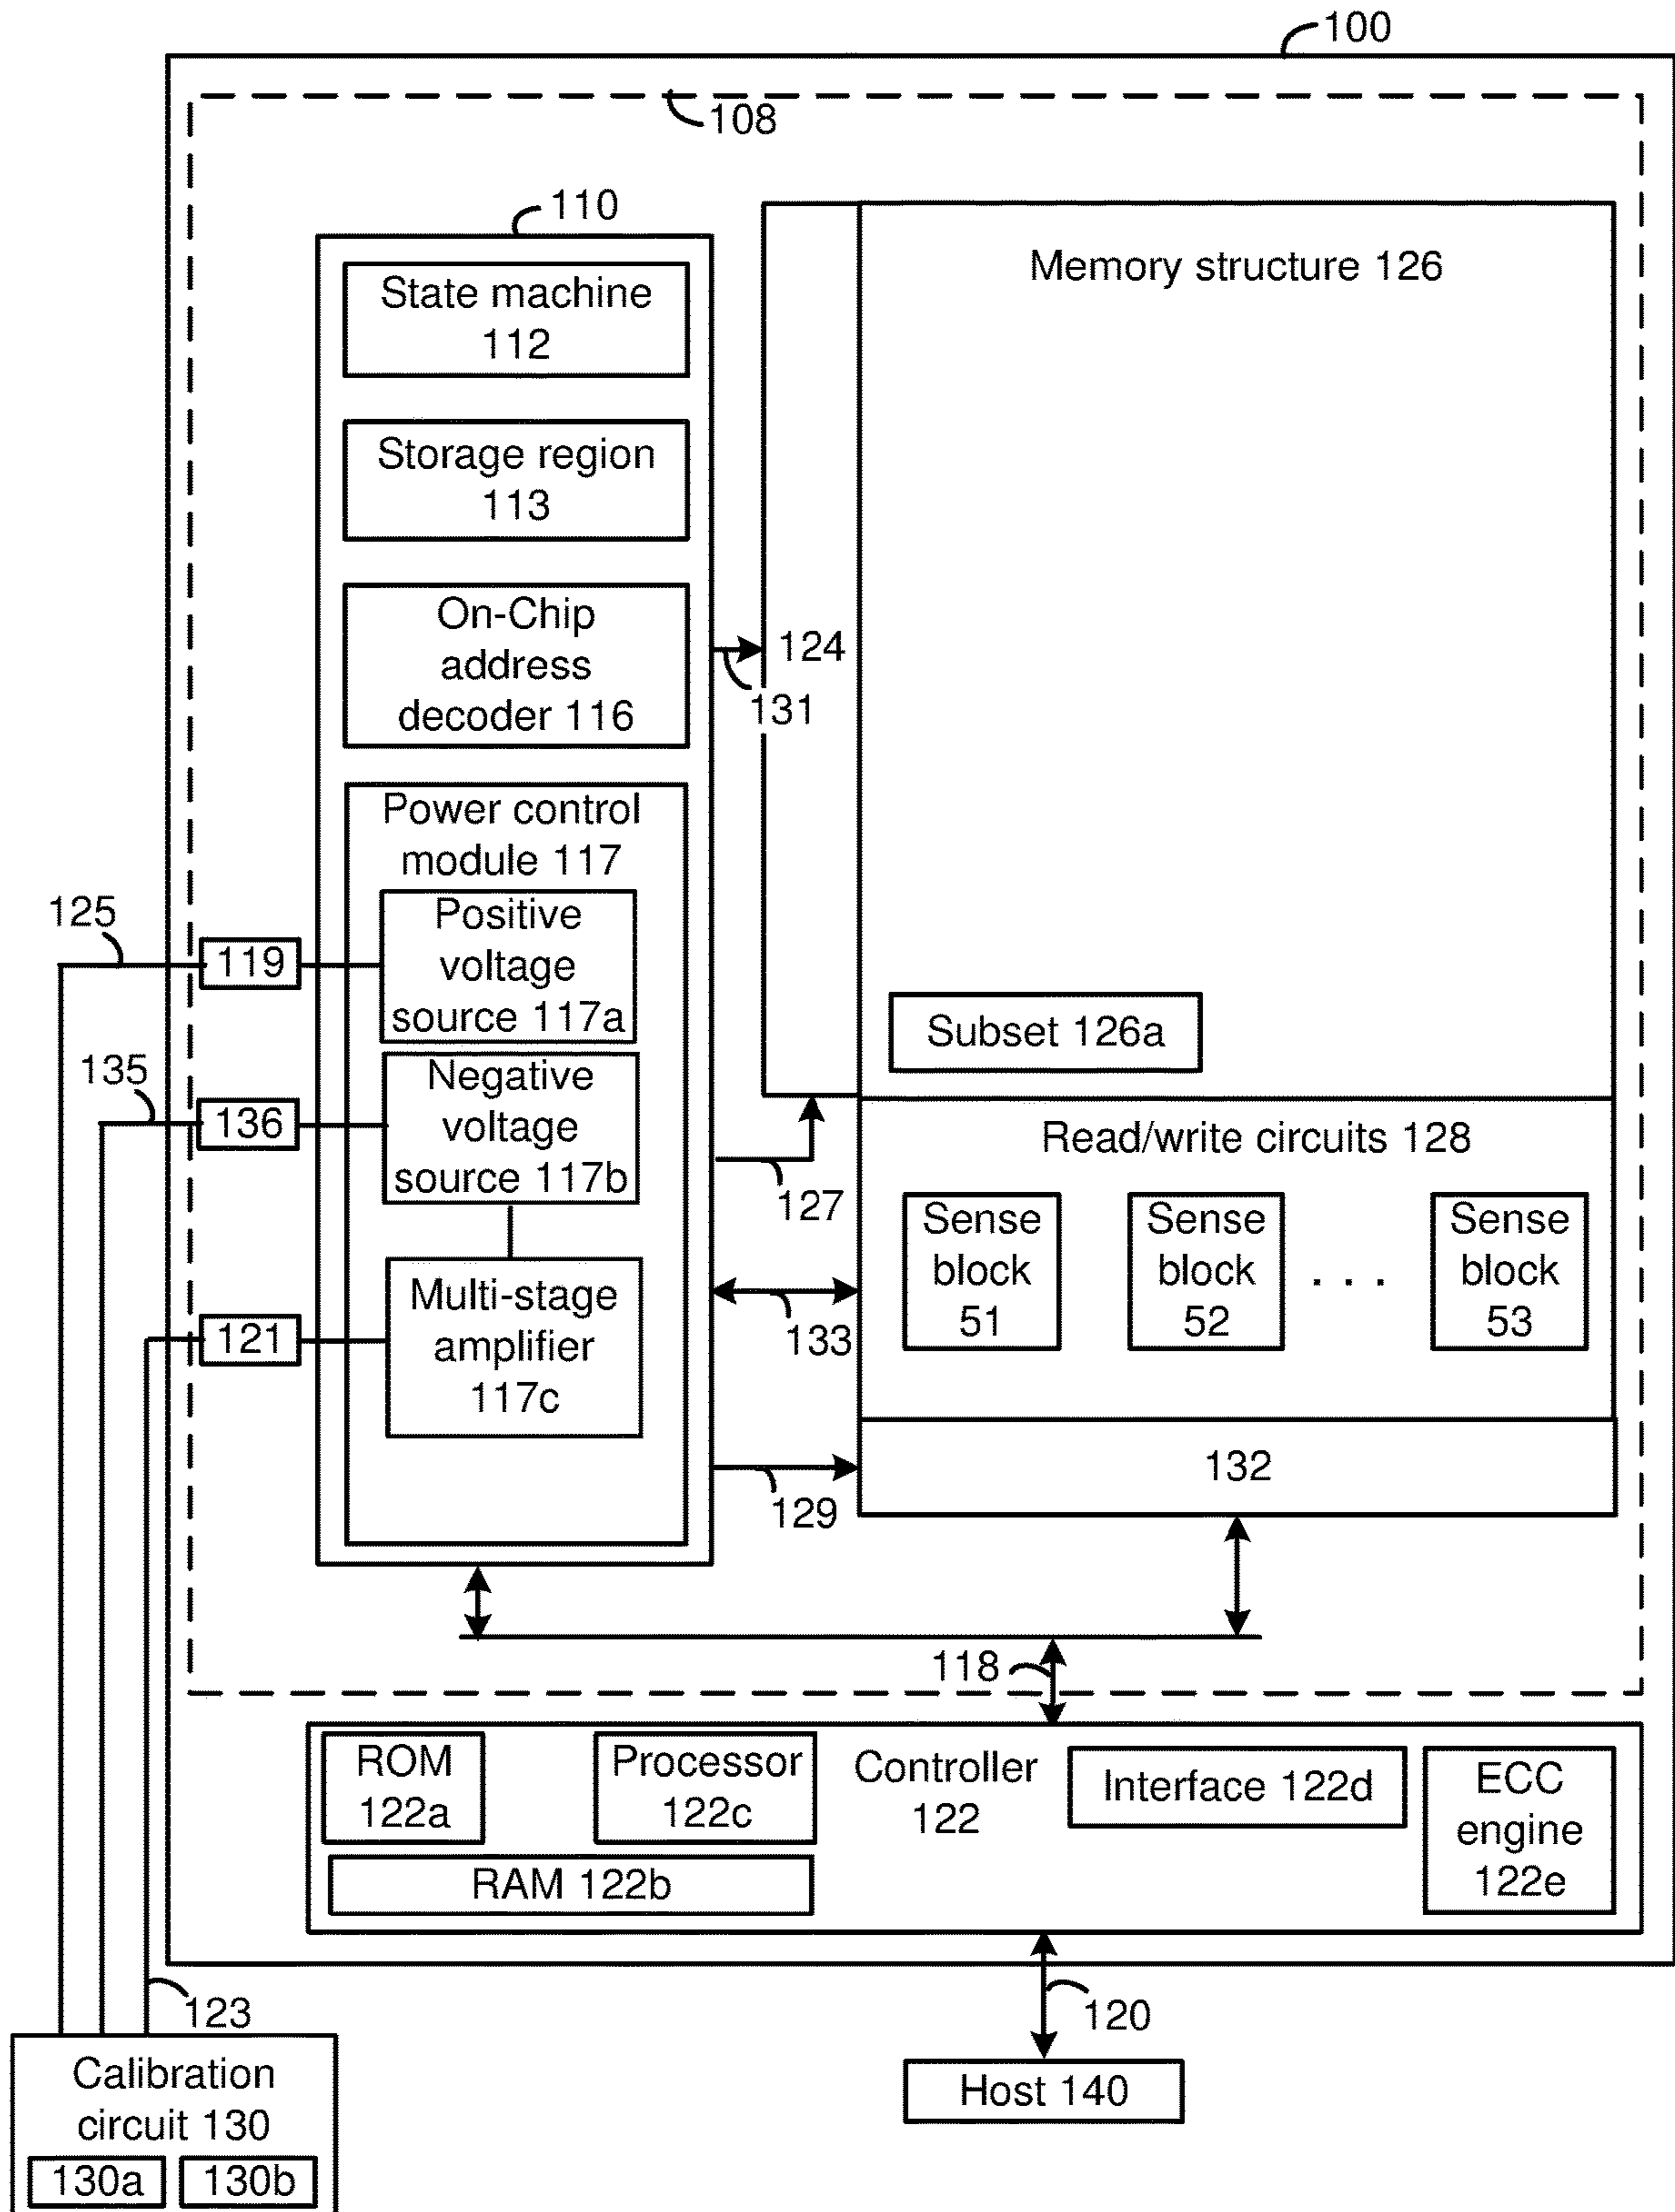 100
108
110
State machine
112
Storage region
113
On-Chip
address
decoder 116
Power control
module 117
Positive
voltage
source 117a
Negative
voltage
source 117b
Multi-stage
amplifier
117c
125
119
135
136
121
124
131
127
133
129
Memory structure 126
Subset 126a
Read/write circuits 128
Sense
block
51
Sense
block
52
. . .
Sense
block
53
132
118
ROM
122a
Processor
122c
RAM 122b
Controller
122
Interface 122d
ECC
engine
122e
123
120
Calibration
circuit 130
130a
130b
Host 140